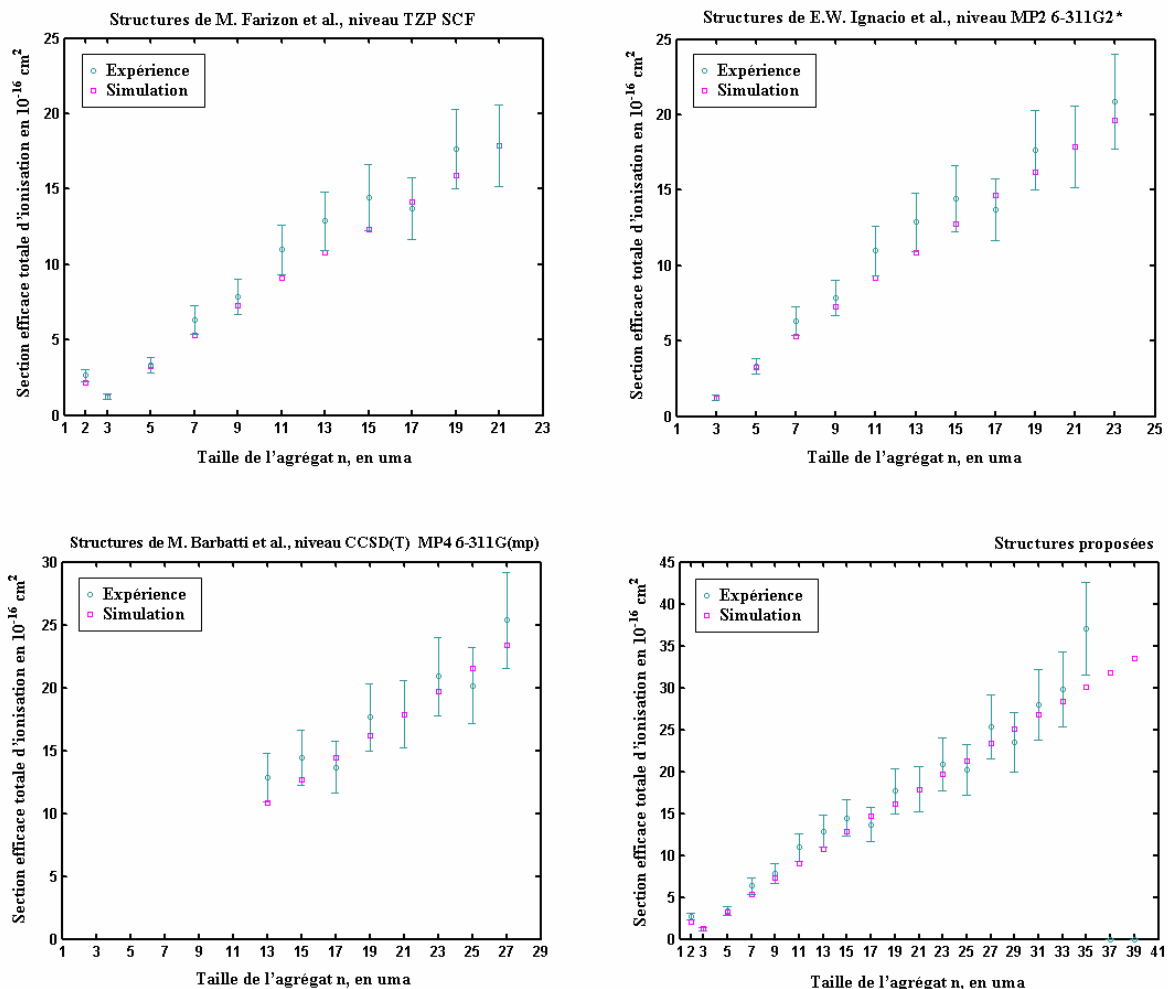 Structures de M. Farizon et al., niveau TZP SCF
Section efficace totale d'ionisation en 10⁻¹⁶ cm²
25
20
15
10
5
0
Expérience
Simulation
1 2 3 5 7 9 11 13 15 17 19 21 23
Taille de l'agrégat n, en uma
Structures de E.W. Ignacio et al., niveau MP2 6-311G2*
Section efficace totale d'ionisation en 10⁻¹⁶ cm²
25
20
15
10
5
0
Expérience
Simulation
1 3 5 7 9 11 13 15 17 19 21 23 25
Taille de l'agrégat n, en uma
Structures de M. Barbatti et al., niveau CCSD(T) MP4 6-311G(mp)
Section efficace totale d'ionisation en 10⁻¹⁶ cm²
30
25
20
15
10
5
0
Expérience
Simulation
1 3 5 7 9 11 13 15 17 19 21 23 25 27 29
Taille de l'agrégat n, en uma
Structures proposées
Section efficace totale d'ionisation en 10⁻¹⁶ cm²
45
40
35
30
25
20
15
10
5
0
Expérience
Simulation
1 2 3 5 7 9 11 13 15 17 19 21 23 25 27 29 31 33 35 37 39 41
Taille de l'agrégat n, en uma